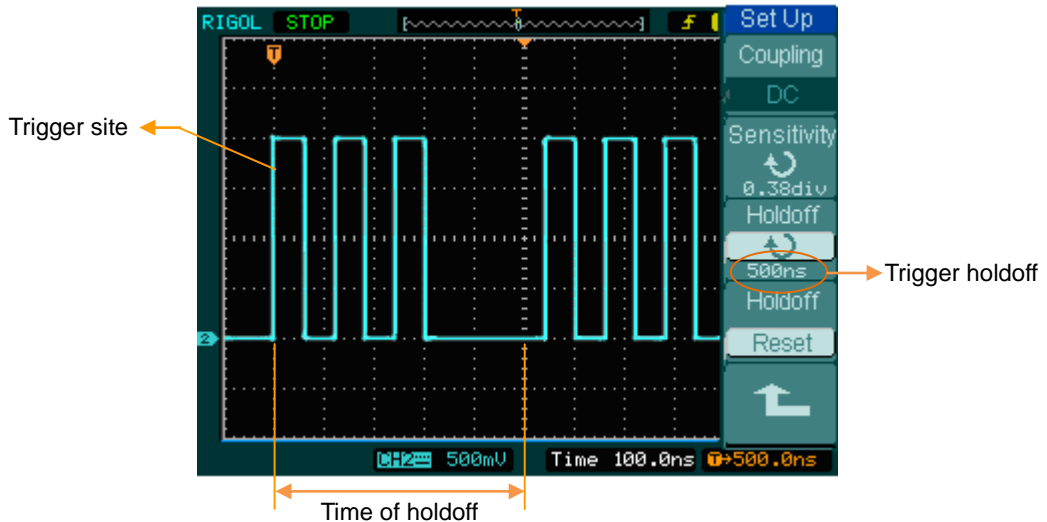 RIGOL STOP T Set Up
T
Coupling
DC
Trigger site
Sensitivity
0.38div
Holdoff
500ns
Trigger holdoff
Holdoff
2
Reset
CH2 500mV Time 100.0ns T→500.0ns
Time of holdoff